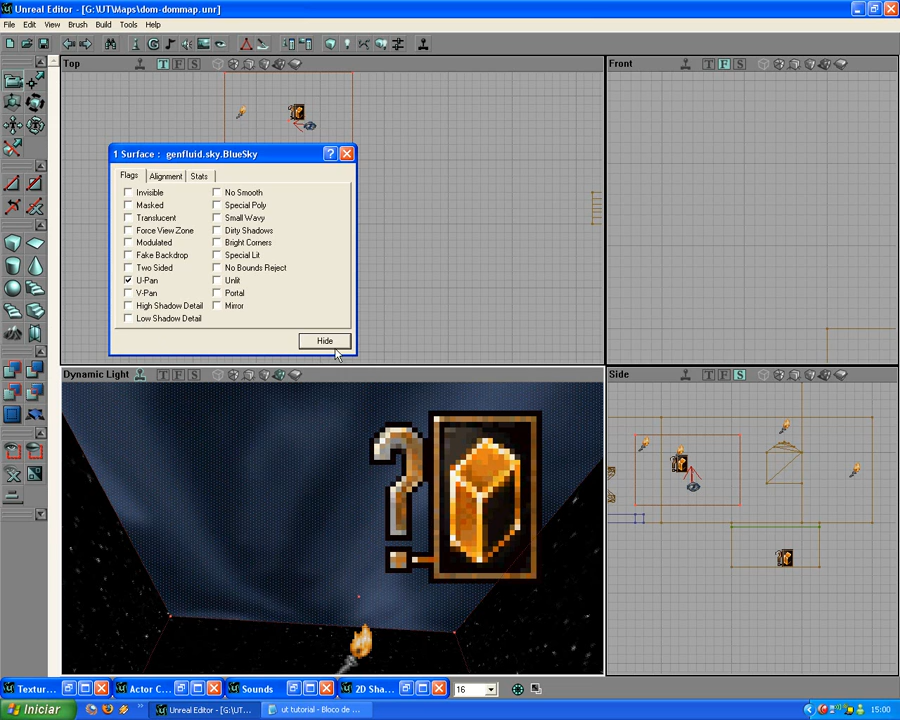 Unreal Editor - [G:\UT\Maps\dom-dommap.unr]
File Edit View Brush Build Tools Help
Top
T F S
Front
T F S
1 Surface : genfluid.sky.BlueSky
Flags Alignment Stats
Invisible No Smooth
Masked Special Poly
Translucent Small Wavy
Force View Zone Dirty Shadows
Modulated Bright Corners
Fake Backdrop Special Lit
Two Sided No Bounds Reject
U-Pan Unlit
V-Pan Portal
High Shadow Detail Mirror
Low Shadow Detail
Hide
Dynamic Light
T F S
Side
T F S
Textur... Actor C... Sounds 2D Sha... 16
Iniciar Unreal Editor - [G:\UT... ut tutorial - Bloco de ... 15:00